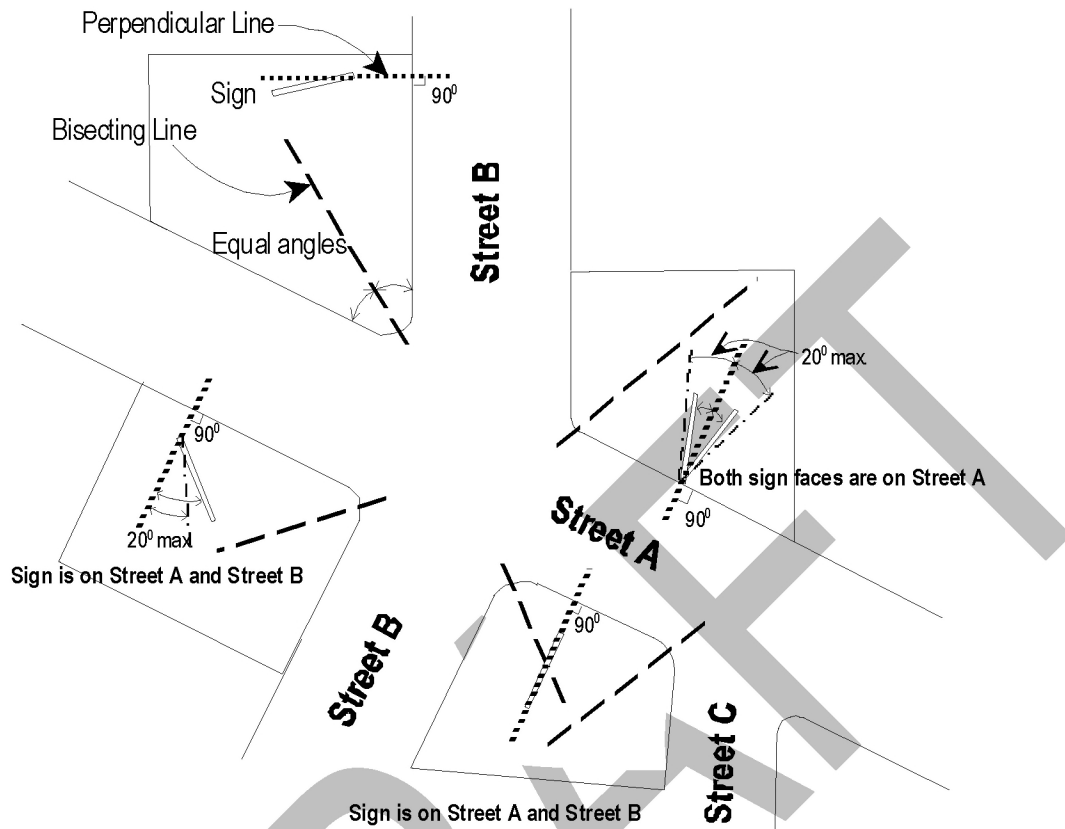 Perpendicular Line
Sign
90⁰
Bisecting Line
Street B
Equal angles
20⁰ max.
90⁰
Both sign faces are on Street A
90⁰
Street A
20⁰ max.
Sign is on Street A and Street B
90⁰
Street B
Street C
Sign is on Street A and Street B
DRAFT